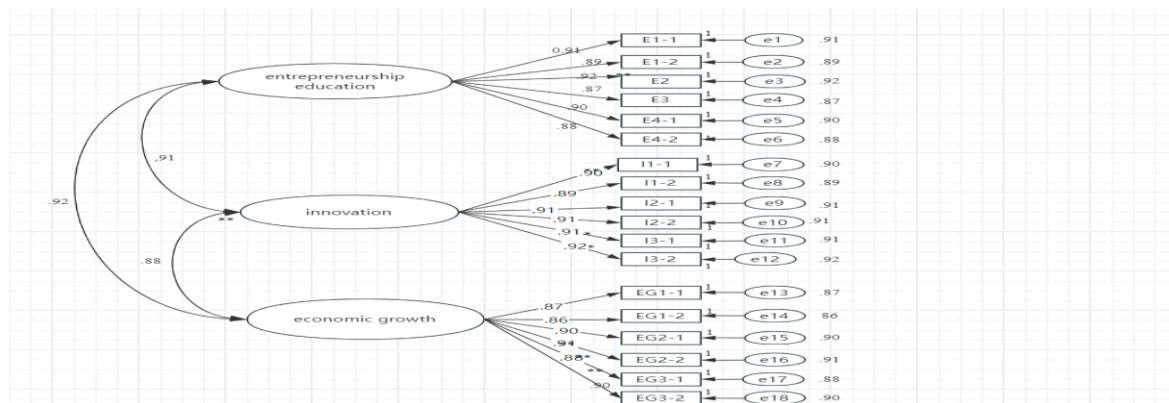 0.91 E1-1 1 e1 .91
.89 E1-2 1 e2 .89
entrepreneurship
education
.92 ** E2 1 e3 .92
.87 E3 1 e4 .87
.90 E4-1 1 e5 .90
.88 E4-2 1 e6 .88
.91
.92
.90 I1-1 1 e7 .90
.89 I1-2 1 e8 .89
innovation
**
.91 I2-1 1 e9 .91
.91 I2-2 1 e10 .91
.91* I3-1 1 e11 .91
.92* I3-2 1 e12 .92
1
.88
.87 EG1-1 1 e13 .87
economic growth
.86 EG1-2 1 e14 86
.90 EG2-1 1 e15 .90
EG2-2 1 e16 .91
.88* ** EG3-1 1 e17 .88
.90 EG3-2 1 e18 .90